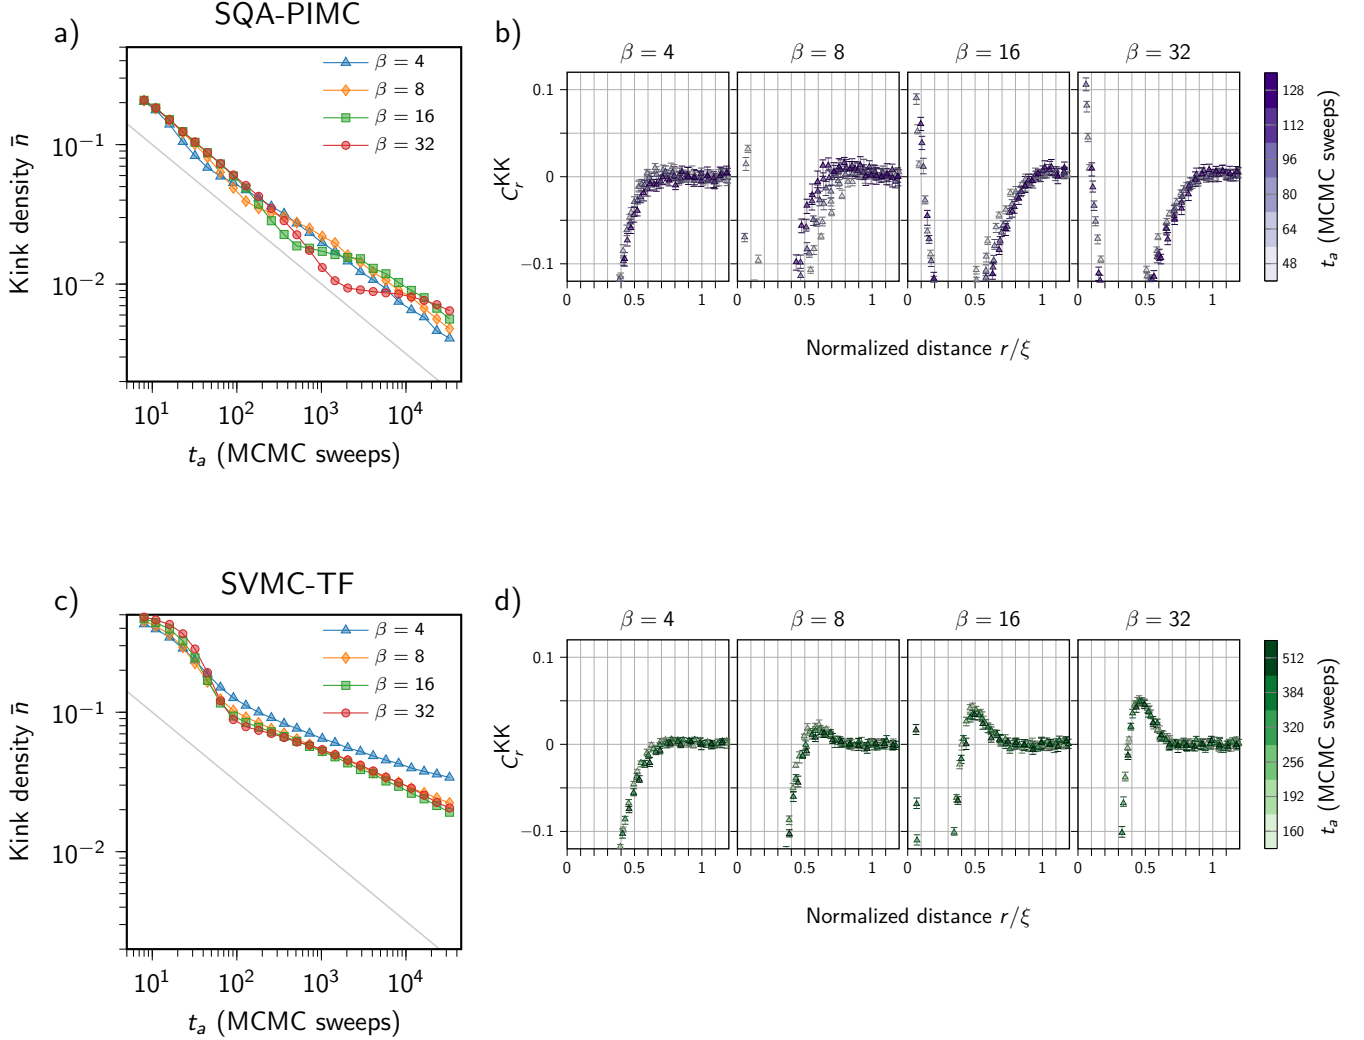 SQA-PIMC
a)
Kink density n̄
10⁻¹
10⁻²
β = 4
β = 8
β = 16
β = 32
10¹ 10² 10³ 10⁴
tₐ (MCMC sweeps)
b)
β = 4 β = 8 β = 16 β = 32
C_r^KK
0.1
0
−0.1
0 0.5 1 0 0.5 1 0 0.5 1 0 0.5 1
Normalized distance r/ξ
128
112
96
80
64
48
tₐ (MCMC sweeps)
SVMC-TF
c)
Kink density n̄
10⁻¹
10⁻²
β = 4
β = 8
β = 16
β = 32
10¹ 10² 10³ 10⁴
tₐ (MCMC sweeps)
d)
β = 4 β = 8 β = 16 β = 32
C_r^KK
0.1
0
−0.1
0 0.5 1 0 0.5 1 0 0.5 1 0 0.5 1
Normalized distance r/ξ
512
384
320
256
192
160
tₐ (MCMC sweeps)